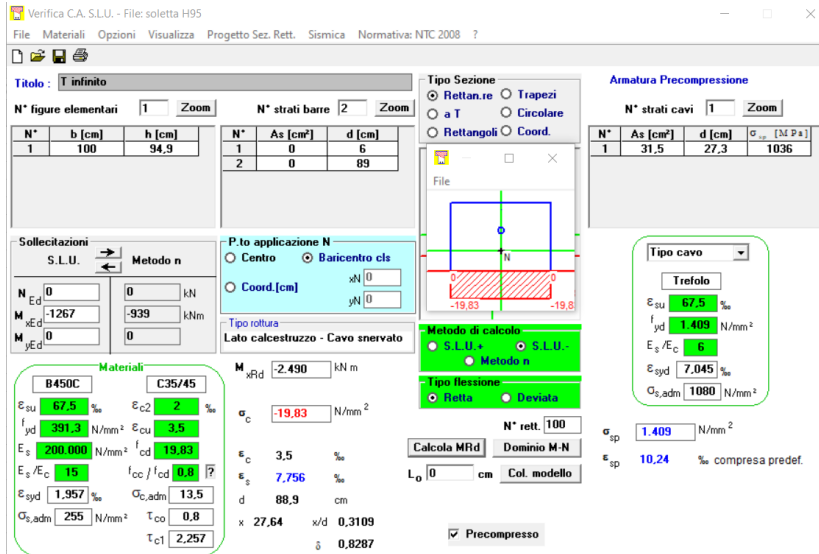 Verifica C.A. S.L.U. - File: soletta H95
File Materiali Opzioni Visualizza Progetto Sez. Rett. Sismica Normativa: NTC 2008 ?
Titolo : T infinito
N° figure elementari 1 Zoom
N° strati barre 2 Zoom
N° b [cm] h [cm]
1 100 94,9
N° As [cm²] d [cm]
1 0 6
2 0 89
Tipo Sezione
Rettan.re Trapezi
a T Circolare
Rettangoli Coord.
Armatura Precompressione
N° strati cavi 1 Zoom
N° As [cm²] d [cm] σsp [MPa]
1 31,5 27,3 1036
File
N
0 0
-19,83 -19,8
Sollecitazioni
S.L.U. Metodo n
N Ed 0 0 kN
M xEd -1267 -939 kNm
M yEd 0 0
P.to applicazione N
Centro Baricentro cls
Coord.[cm] xN 0
yN 0
Tipo rottura
Lato calcestruzzo - Cavo snervato
Metodo di calcolo
S.L.U.+ S.L.U.-
Metodo n
Tipo flessione
Retta Deviata
Tipo cavo
Trefolo
εsu 67,5 ‰
fyd 1.409 N/mm²
Es/Ec 6
εsyd 7,045 ‰
σs,adm 1080 N/mm²
Materiali
B450C C35/45
εsu 67,5 ‰ εc2 2 ‰
fyd 391,3 N/mm² εcu 3,5
Es 200.000 N/mm² fcd 19,83
Es/Ec 15 fcc / fcd 0,8 ?
εsyd 1,957 ‰ σc,adm 13,5
σs,adm 255 N/mm² τco 0,8
τc1 2,257
M xRd -2.490 kN m
σc -19,83 N/mm²
εc 3,5 ‰
εs 7,756 ‰
d 88,9 cm
x 27,64 x/d 0,3109
δ 0,8287
N° rett. 100
Calcola MRd Dominio M-N
Lo 0 cm Col. modello
Precompresso
σsp 1.409 N/mm²
εsp 10,24 ‰ compresa predef.